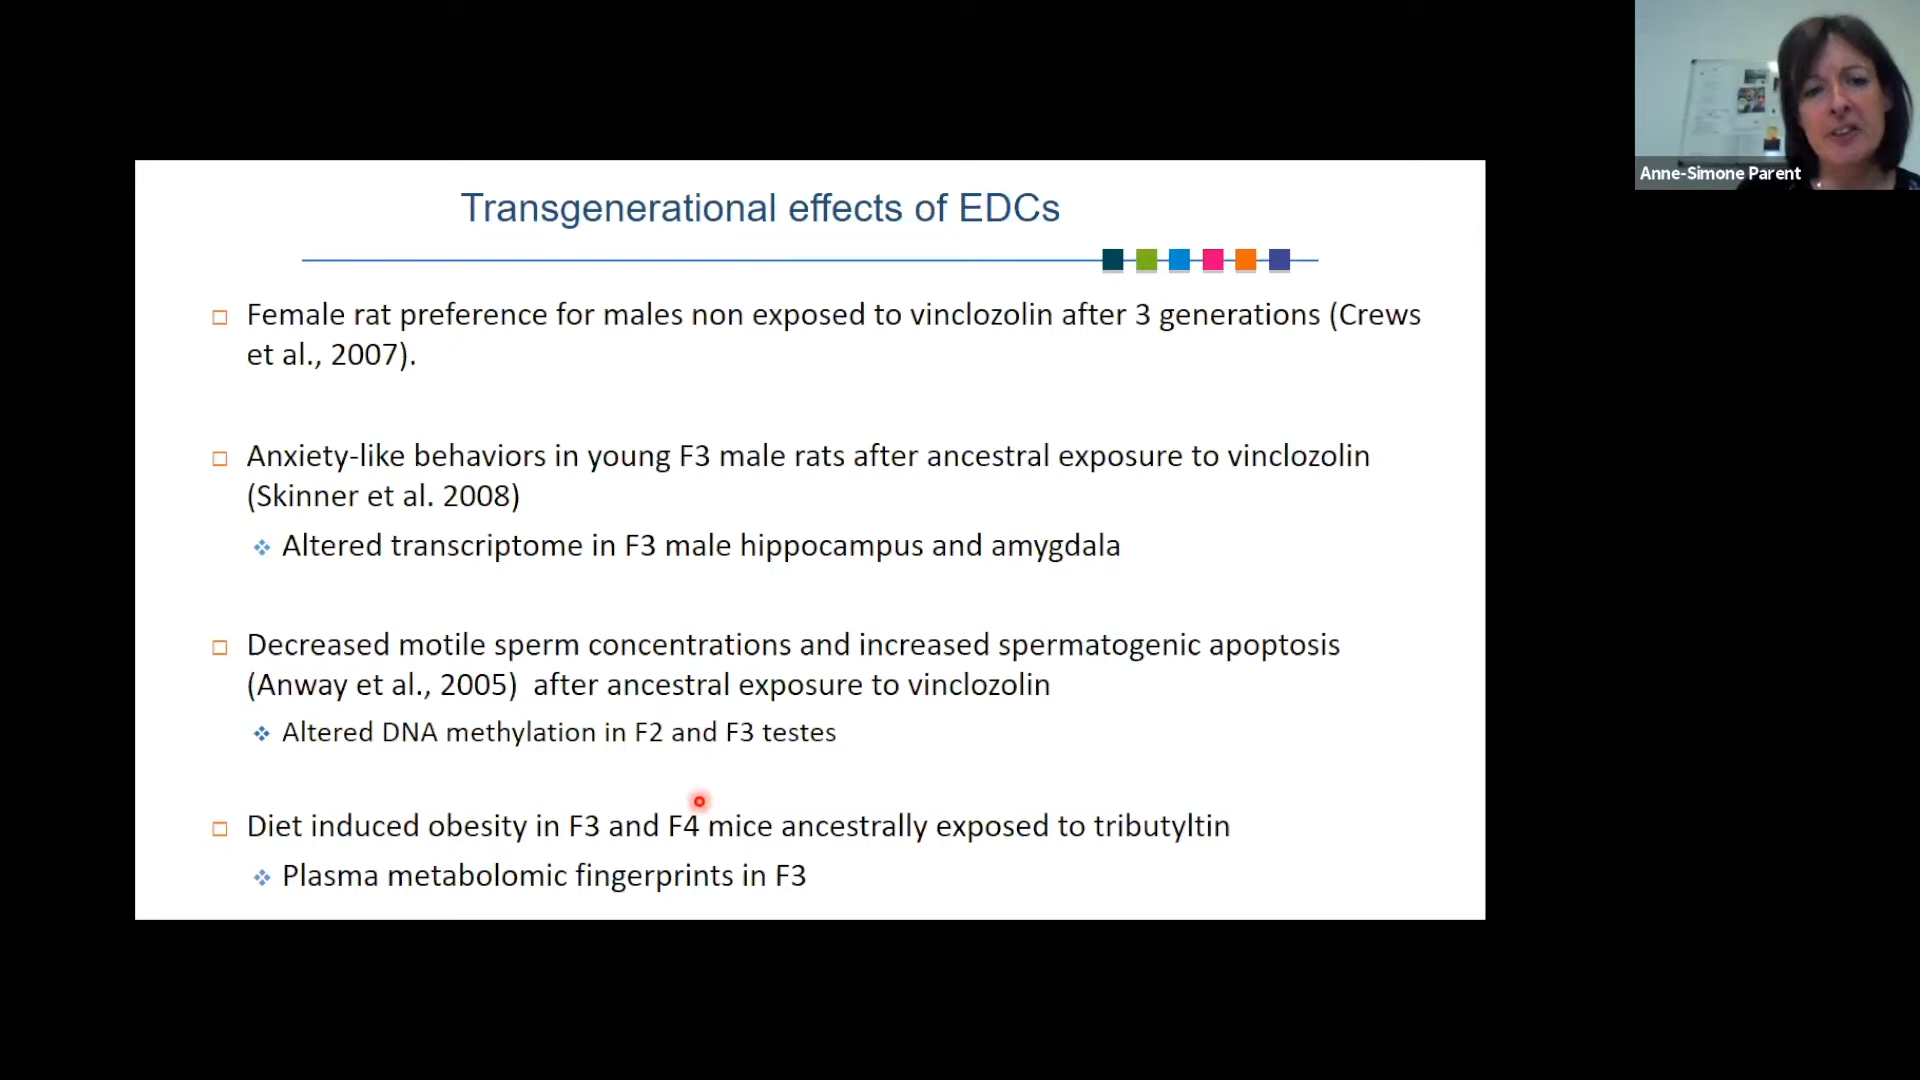 Anne-Simone Parent
Transgenerational effects of EDCs
Female rat preference for males non exposed to vinclozolin after 3 generations (Crews
et al., 2007).
Anxiety-like behaviors in young F3 male rats after ancestral exposure to vinclozolin
(Skinner et al. 2008)
Altered transcriptome in F3 male hippocampus and amygdala
Decreased motile sperm concentrations and increased spermatogenic apoptosis
(Anway et al., 2005) after ancestral exposure to vinclozolin
Altered DNA methylation in F2 and F3 testes
Diet induced obesity in F3 and F4 mice ancestrally exposed to tributyltin
Plasma metabolomic fingerprints in F3